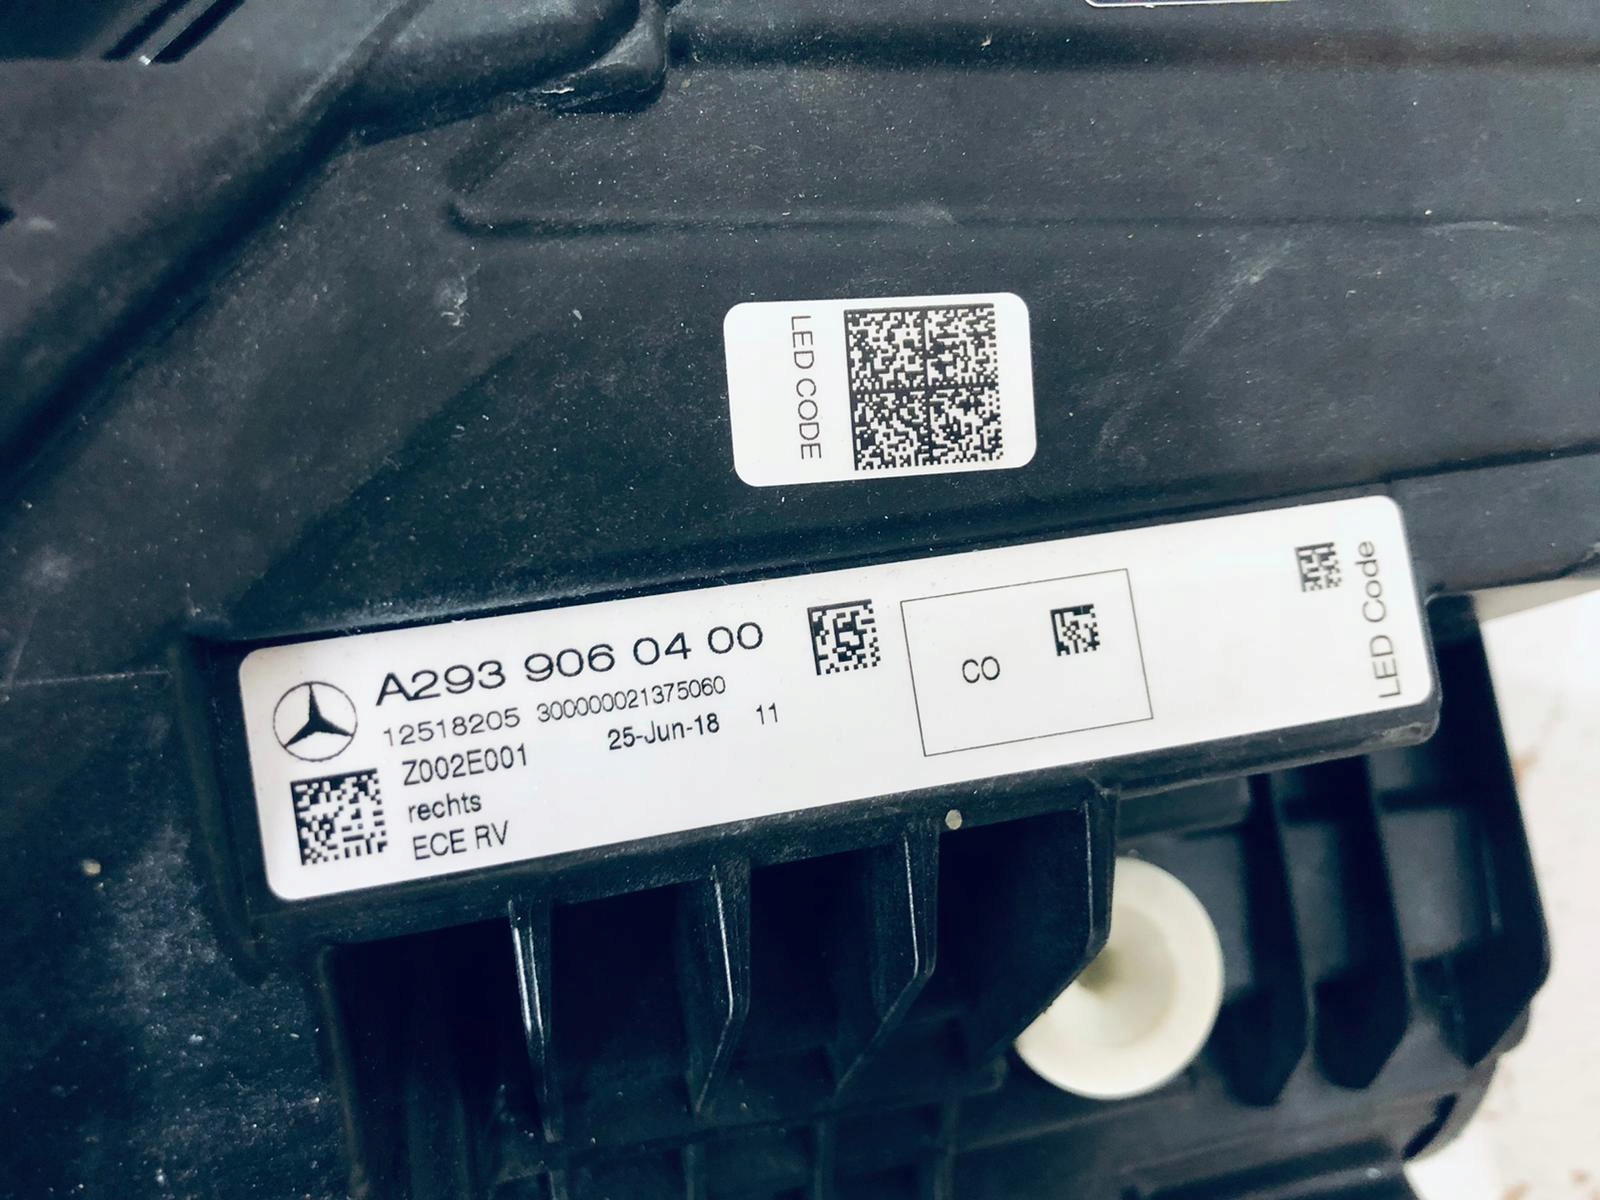 LED CODE
A293 906 04 00
12518205 300000021375060
Z002E001 25-Jun-18 11
rechts
ECE RV
CO
LED Code